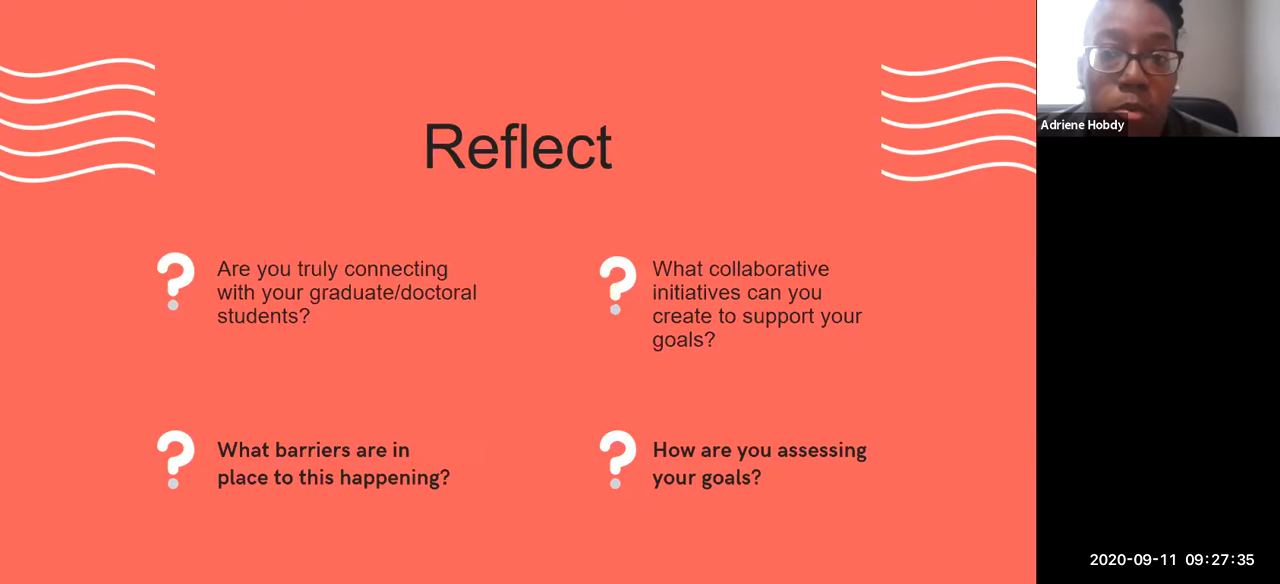 Reflect
Are you truly connecting
with your graduate/doctoral
students?
What collaborative
initiatives can you
create to support your
goals?
What barriers are in
place to this happening?
How are you assessing
your goals?
Adriene Hobdy
2020-09-11 09:27:35